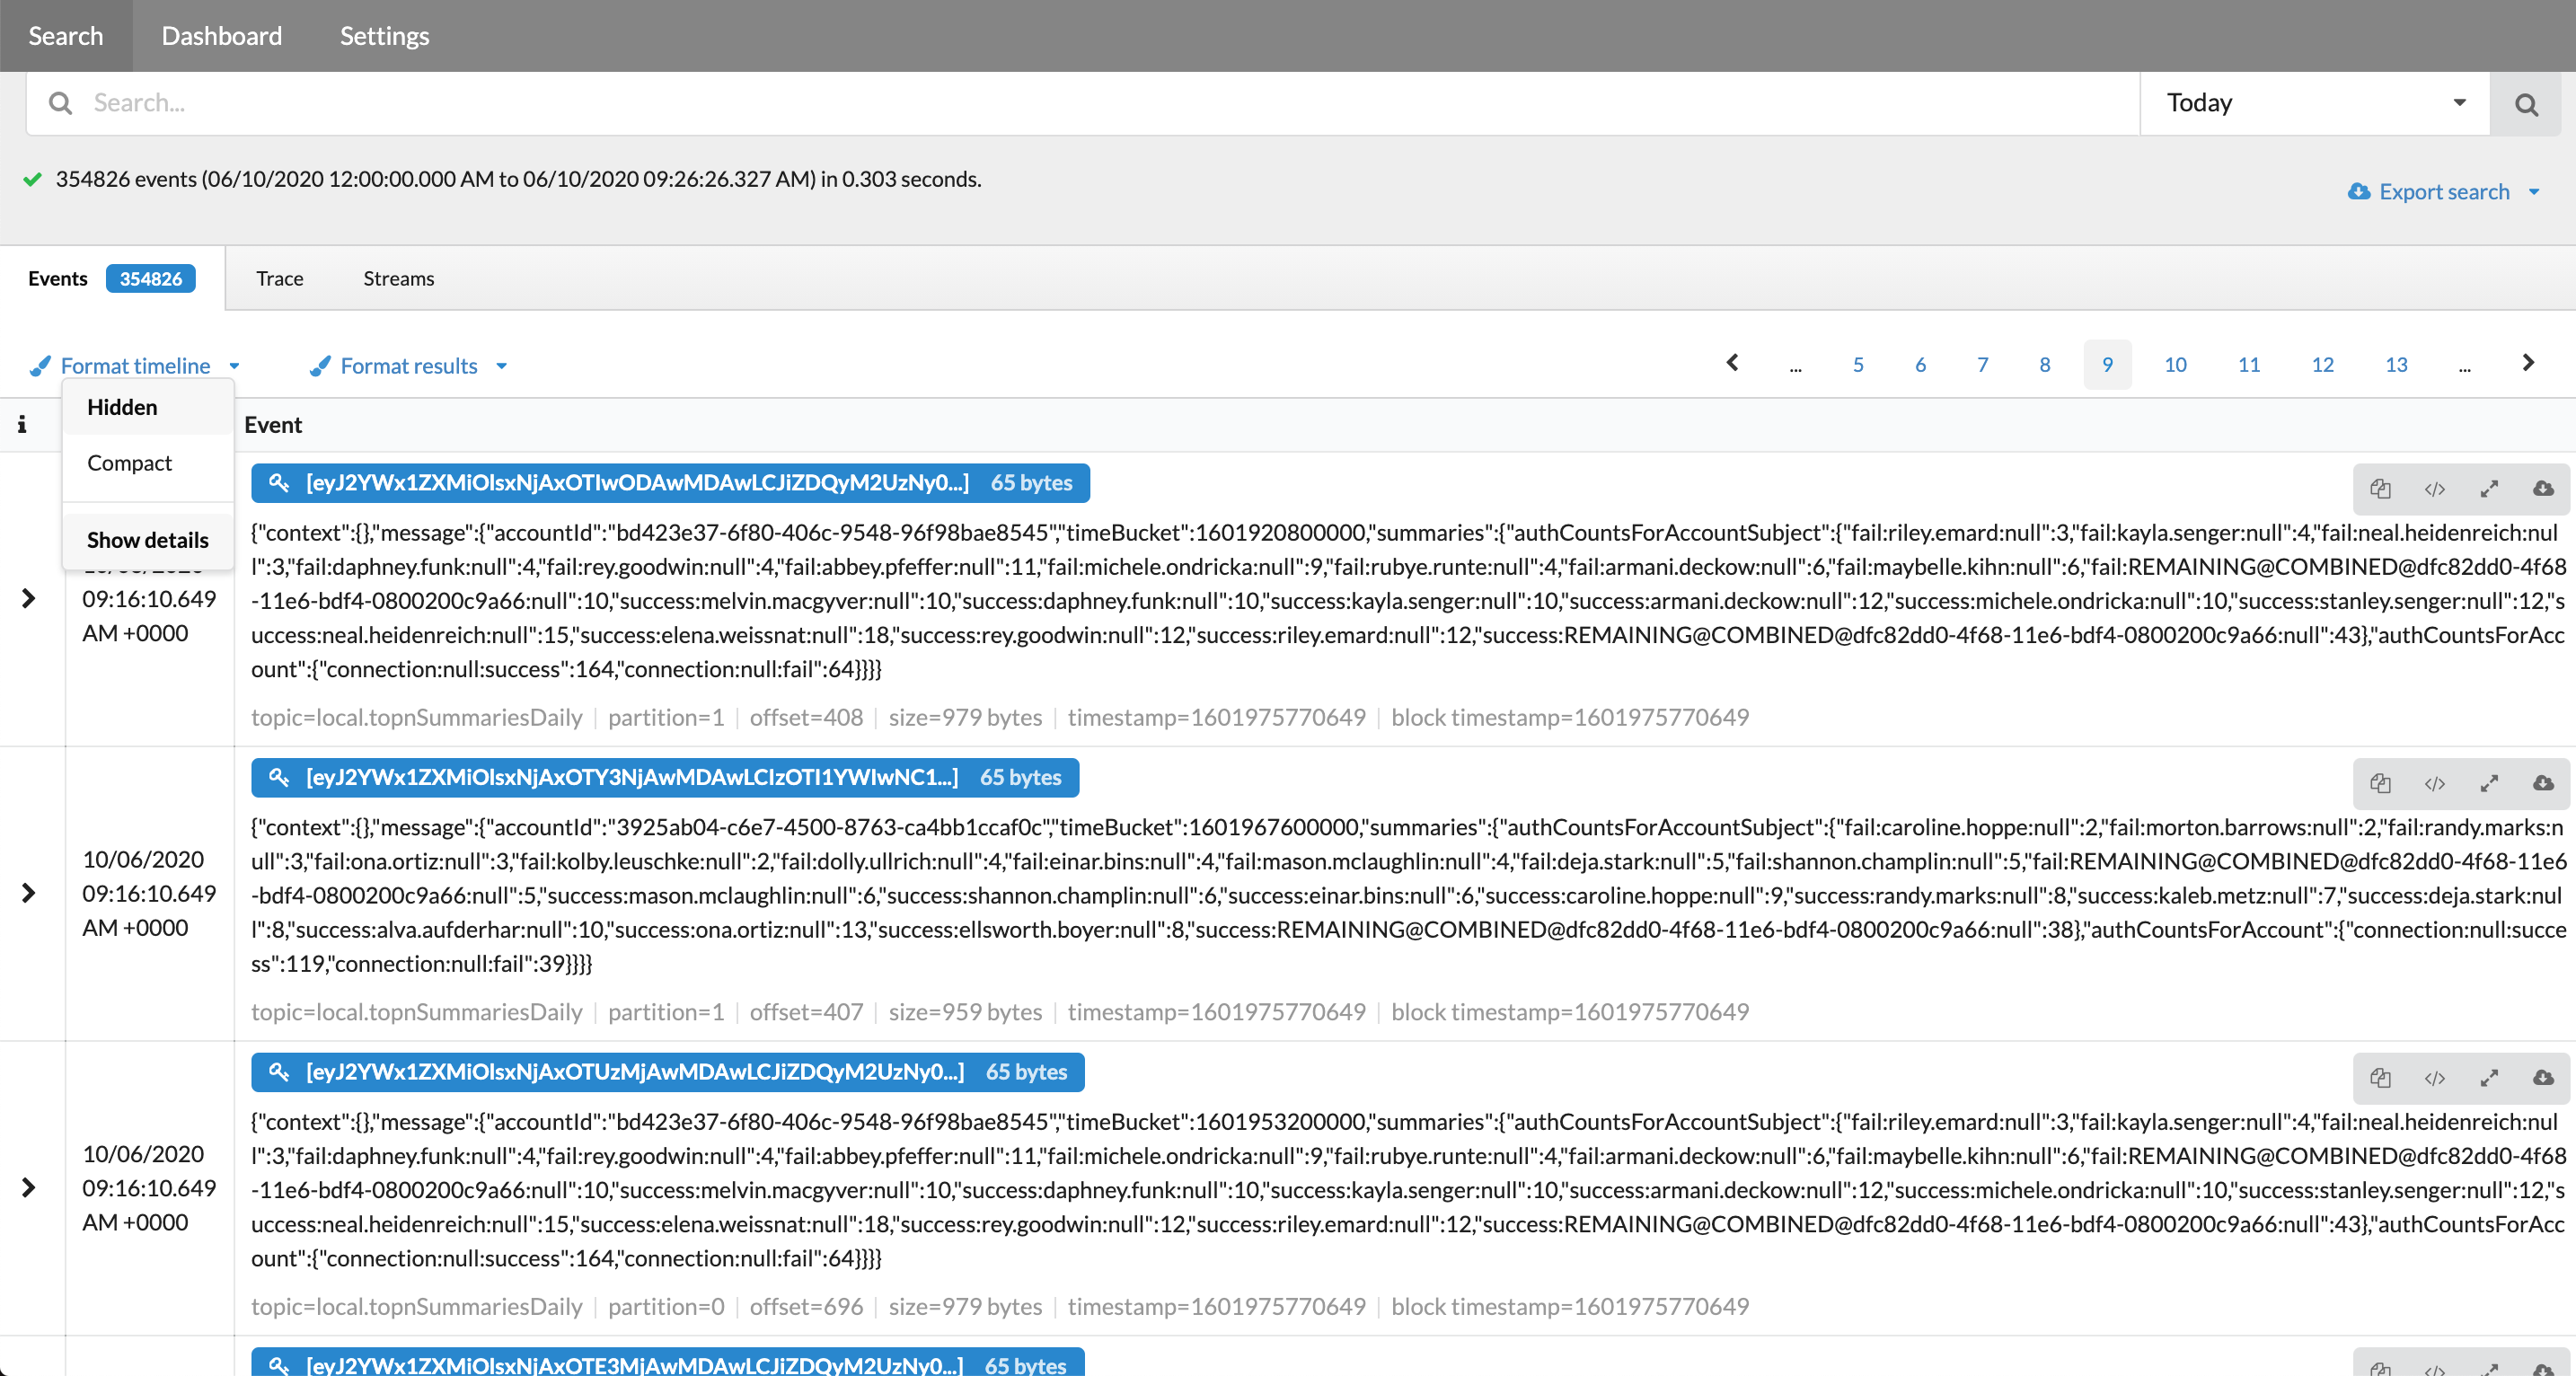 Search Dashboard Settings
Search... Today
354826 events (06/10/2020 12:00:00.000 AM to 06/10/2020 09:26:26.327 AM) in 0.303 seconds.
Export search
Events 354826 Trace Streams
Format timeline Format results ... 5 6 7 8 9 10 11 12 13 ...
Hidden
Compact
Show details
i Event
[eyJ2YWx1ZXMiOlsxNjAxOTIwODAwMDAwLCJiZDQyM2UzNy0...] 65 bytes
{"context":{},"message":{"accountId":"bd423e37-6f80-406c-9548-96f98bae8545""timeBucket":1601920800000,"summaries":{"authCountsForAccountSubject":{"fail:riley.emard:null":3,"fail:kayla.senger:null":4,"fail:neal.heidenreich:nul
l":3,"fail:daphney.funk:null":4,"fail:rey.goodwin:null":4,"fail:abbey.pfeffer:null":11,"fail:michele.ondricka:null":9,"fail:rubye.runte:null":4,"fail:armani.deckow:null":6,"fail:maybelle.kihn:null":6,"fail:REMAINING@COMBINED@dfc82dd0-4f68
-11e6-bdf4-0800200c9a66:null":10,"success:melvin.macgyver:null":10,"success:daphney.funk:null":10,"success:kayla.senger:null":10,"success:armani.deckow:null":12,"success:michele.ondricka:null":10,"success:stanley.senger:null":12,"s
uccess:neal.heidenreich:null":15,"success:elena.weissnat:null":18,"success:rey.goodwin:null":12,"success:riley.emard:null":12,"success:REMAINING@COMBINED@dfc82dd0-4f68-11e6-bdf4-0800200c9a66:null":43},"authCountsForAcc
ount":{"connection:null:success":164,"connection:null:fail":64}}}}
09:16:10.649
AM +0000
topic=local.topnSummariesDaily partition=1 offset=408 size=979 bytes timestamp=1601975770649 block timestamp=1601975770649
[eyJ2YWx1ZXMiOlsxNjAxOTY3NjAwMDAwLCIzOTI1YWIwNC1...] 65 bytes
10/06/2020
09:16:10.649
AM +0000
{"context":{},"message":{"accountId":"3925ab04-c6e7-4500-8763-ca4bb1ccaf0c""timeBucket":1601967600000,"summaries":{"authCountsForAccountSubject":{"fail:caroline.hoppe:null":2,"fail:morton.barrows:null":2,"fail:randy.marks:n
ull":3,"fail:ona.ortiz:null":3,"fail:kolby.leuschke:null":2,"fail:dolly.ullrich:null":4,"fail:einar.bins:null":4,"fail:mason.mclaughlin:null":4,"fail:deja.stark:null":5,"fail:shannon.champlin:null":5,"fail:REMAINING@COMBINED@dfc82dd0-4f68-11e6
-bdf4-0800200c9a66:null":5,"success:mason.mclaughlin:null":6,"success:shannon.champlin:null":6,"success:einar.bins:null":6,"success:caroline.hoppe:null":9,"success:randy.marks:null":8,"success:kaleb.metz:null":7,"success:deja.stark:nul
l":8,"success:alva.aufderhar:null":10,"success:ona.ortiz:null":13,"success:ellsworth.boyer:null":8,"success:REMAINING@COMBINED@dfc82dd0-4f68-11e6-bdf4-0800200c9a66:null":38},"authCountsForAccount":{"connection:null:succe
ss":119,"connection:null:fail":39}}}}
topic=local.topnSummariesDaily partition=1 offset=407 size=959 bytes timestamp=1601975770649 block timestamp=1601975770649
[eyJ2YWx1ZXMiOlsxNjAxOTUzMjAwMDAwLCJiZDQyM2UzNy0...] 65 bytes
10/06/2020
09:16:10.649
AM +0000
{"context":{},"message":{"accountId":"bd423e37-6f80-406c-9548-96f98bae8545""timeBucket":1601953200000,"summaries":{"authCountsForAccountSubject":{"fail:riley.emard:null":3,"fail:kayla.senger:null":4,"fail:neal.heidenreich:nul
l":3,"fail:daphney.funk:null":4,"fail:rey.goodwin:null":4,"fail:abbey.pfeffer:null":11,"fail:michele.ondricka:null":9,"fail:rubye.runte:null":4,"fail:armani.deckow:null":6,"fail:maybelle.kihn:null":6,"fail:REMAINING@COMBINED@dfc82dd0-4f68
-11e6-bdf4-0800200c9a66:null":10,"success:melvin.macgyver:null":10,"success:daphney.funk:null":10,"success:kayla.senger:null":10,"success:armani.deckow:null":12,"success:michele.ondricka:null":10,"success:stanley.senger:null":12,"s
uccess:neal.heidenreich:null":15,"success:elena.weissnat:null":18,"success:rey.goodwin:null":12,"success:riley.emard:null":12,"success:REMAINING@COMBINED@dfc82dd0-4f68-11e6-bdf4-0800200c9a66:null":43},"authCountsForAcc
ount":{"connection:null:success":164,"connection:null:fail":64}}}}
topic=local.topnSummariesDaily partition=0 offset=696 size=979 bytes timestamp=1601975770649 block timestamp=1601975770649
[eyJ2YWx1ZXMiOlsxNjAxOTE3MjAwMDAwLCJiZDQyM2UzNy0...] 65 bytes